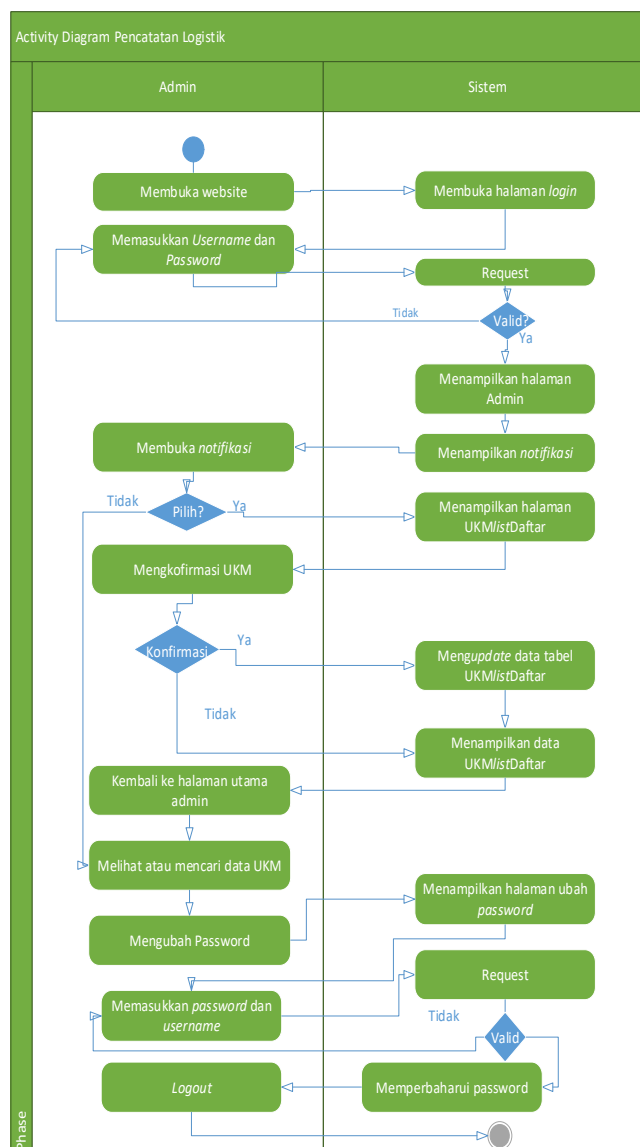 Activity Diagram Pencatatan Logistik
Admin
Sistem
Membuka website
Membuka halaman login
Memasukkan Username dan
Password
Request
Tidak
Valid?
Ya
Menampilkan halaman
Admin
Membuka notifikasi
Menampilkan notifikasi
Tidak
Pilih?
Ya
Menampilkan halaman
UKMlistDaftar
Mengkofirmasi UKM
Konfirmasi
Ya
Mengupdate data tabel
UKMlistDaftar
Tidak
Menampilkan data
UKMlistDaftar
Kembali ke halaman utama
admin
Melihat atau mencari data UKM
Menampilkan halaman ubah
password
Mengubah Password
Request
Memasukkan password dan
username
Tidak
Valid
Memperbaharui password
Logout
Phase